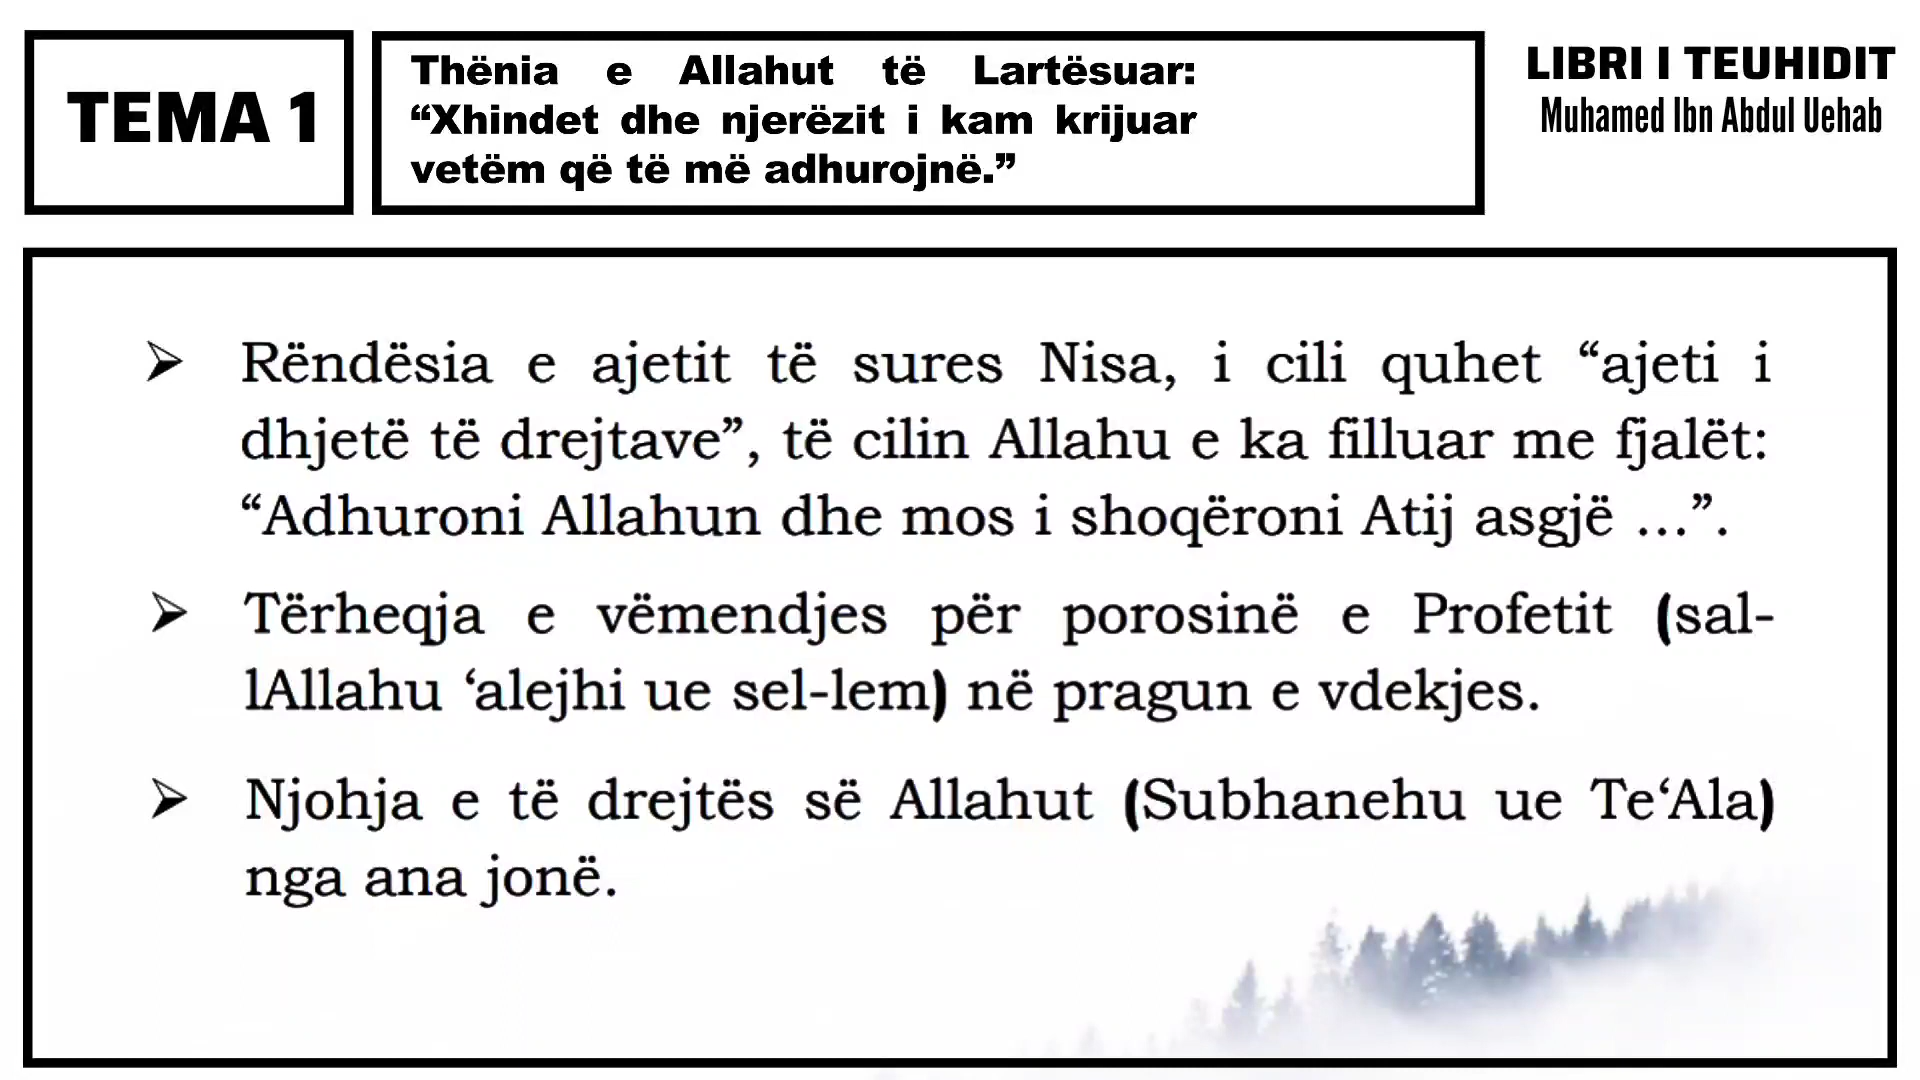 TEMA 1
Thënia e Allahut të Lartësuar:
“Xhindet dhe njerëzit i kam krijuar
vetëm që të më adhurojnë.”
LIBRI I TEUHIDIT
Muhamed Ibn Abdul Uehab
➢ Rëndësia e ajetit të sures Nisa, i cili quhet “ajeti i
dhjetë të drejtave”, të cilin Allahu e ka filluar me fjalët:
“Adhuroni Allahun dhe mos i shoqëroni Atij asgjë ...”.
➢ Tërheqja e vëmendjes për porosinë e Profetit (sal-
lAllahu ‘alejhi ue sel-lem) në pragun e vdekjes.
➢ Njohja e të drejtës së Allahut (Subhanehu ue Te‘Ala)
nga ana jonë.